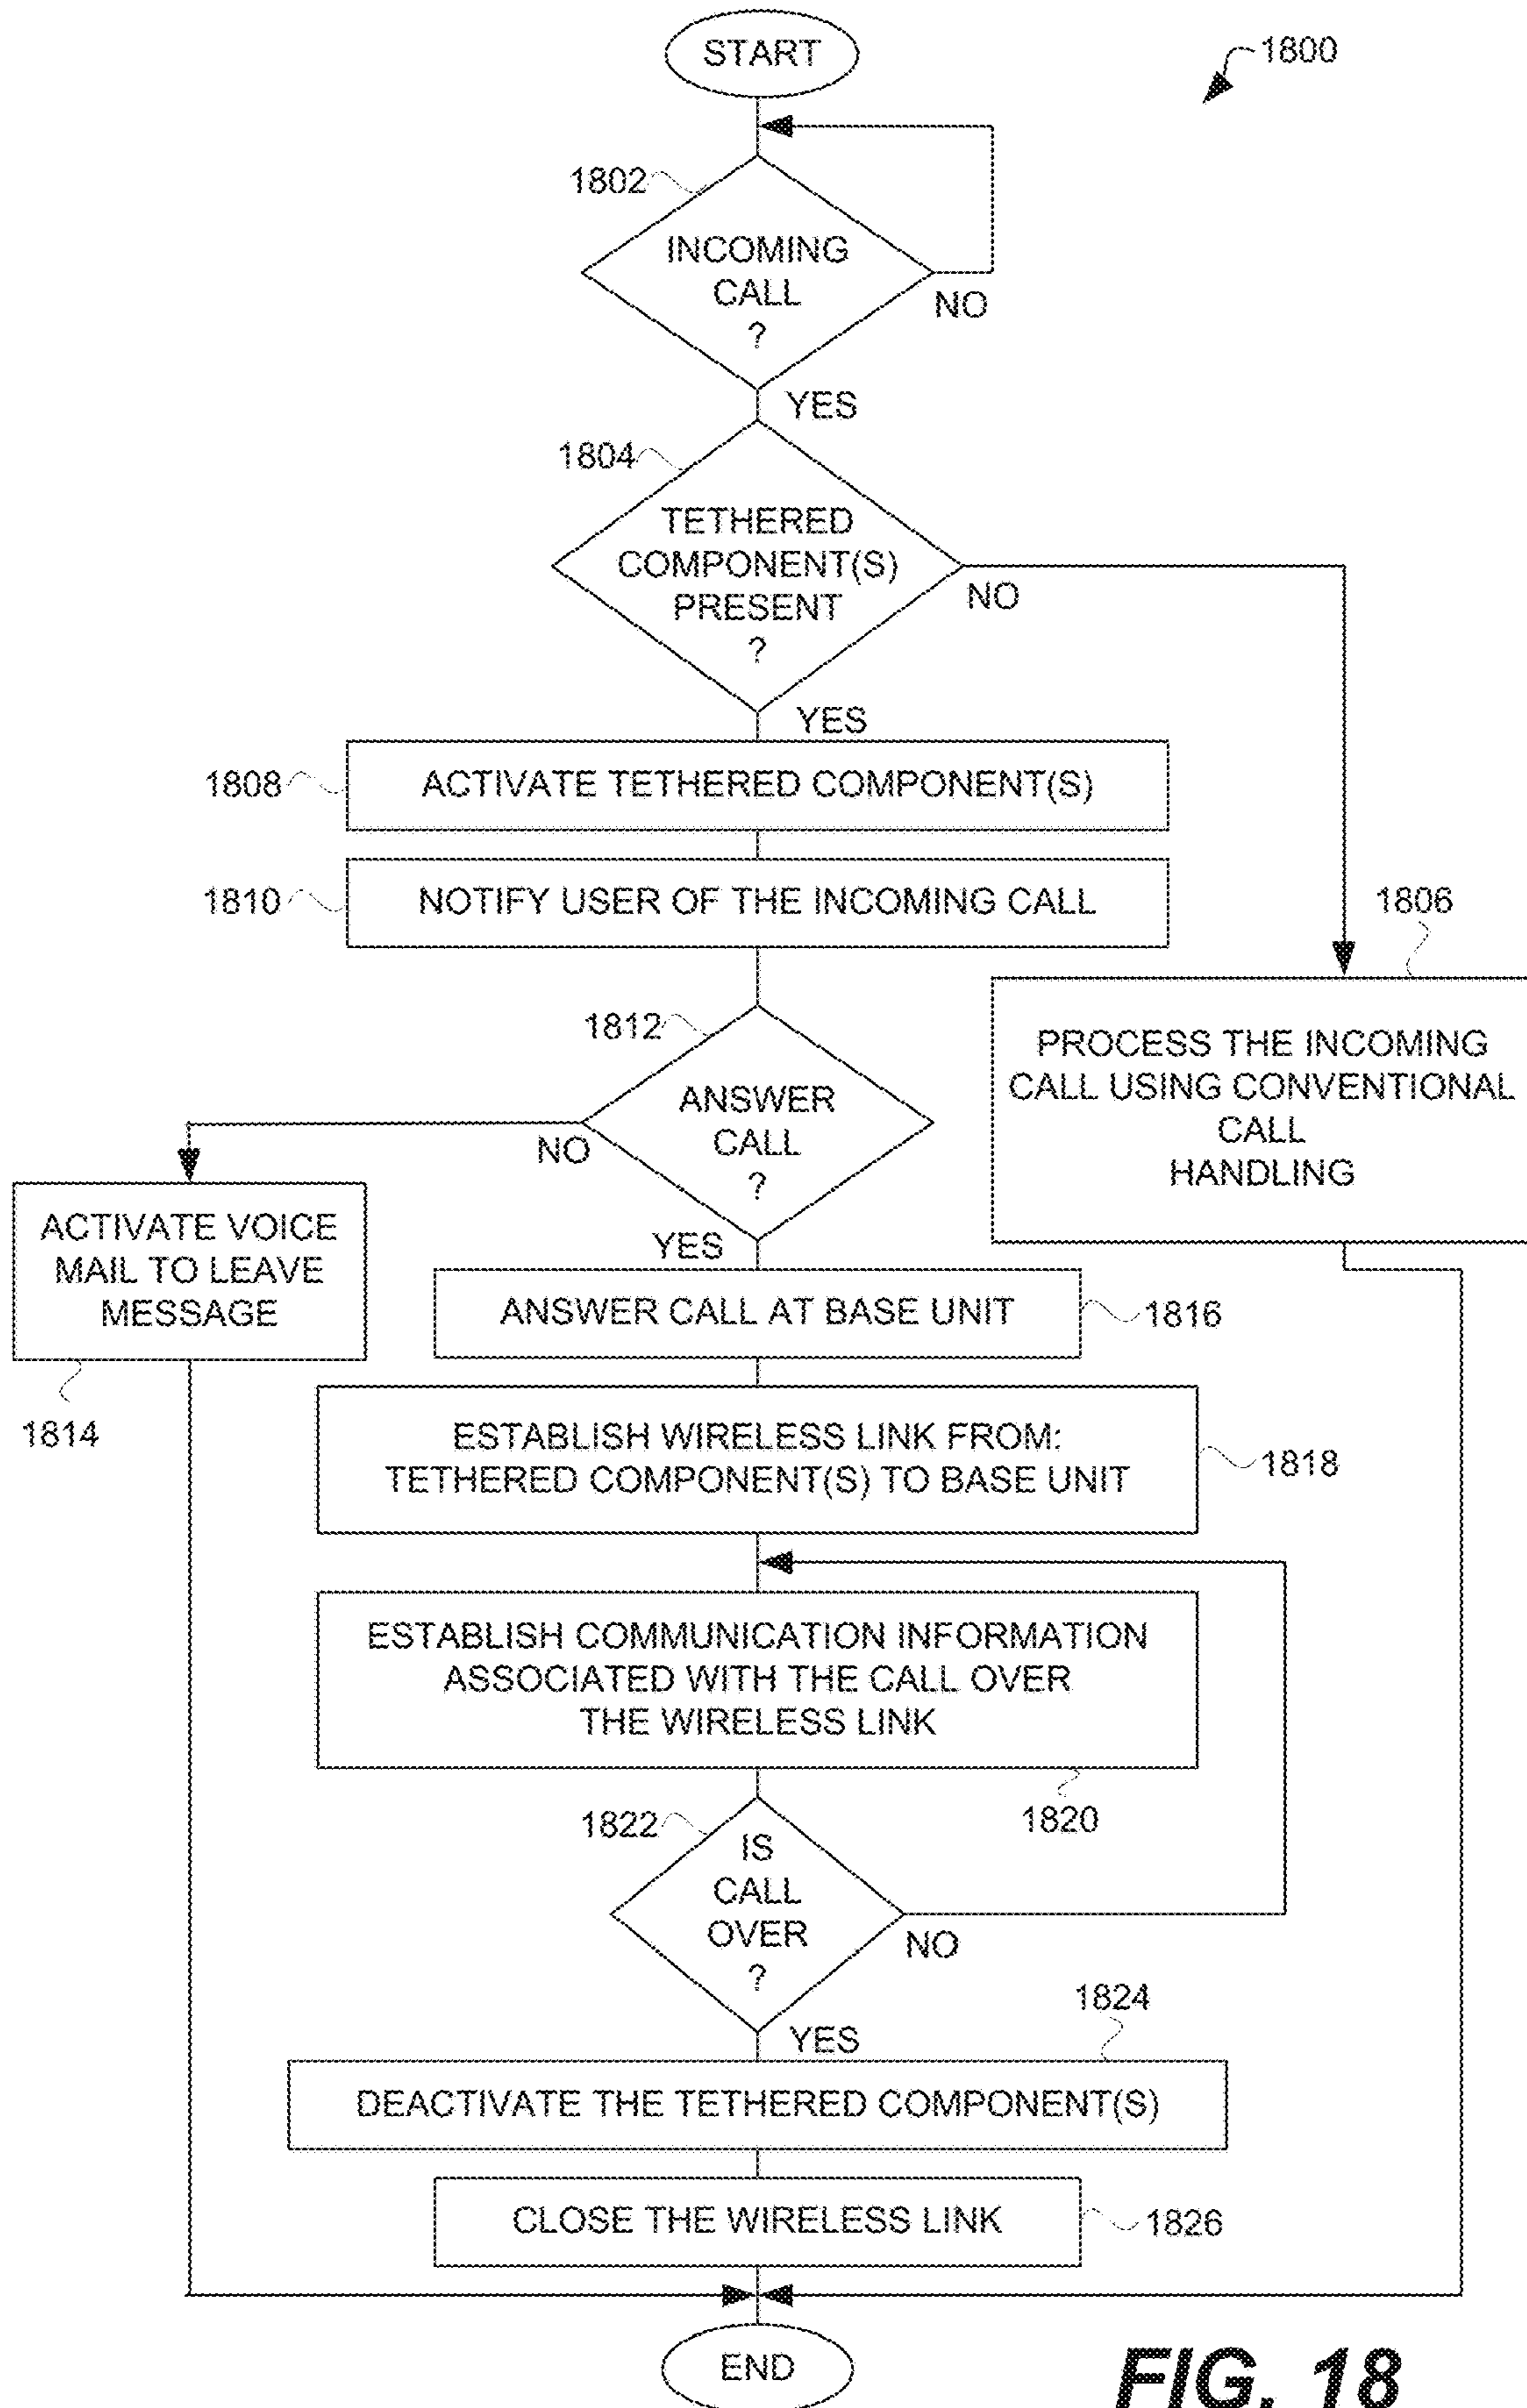 START
1800
1802
INCOMING
CALL
?
NO
YES
1804
TETHERED
COMPONENT(S)
PRESENT
?
NO
YES
1808
ACTIVATE TETHERED COMPONENT(S)
1810
NOTIFY USER OF THE INCOMING CALL
1806
PROCESS THE INCOMING
CALL USING CONVENTIONAL
CALL
HANDLING
1812
ANSWER
CALL
?
NO
YES
ACTIVATE VOICE
MAIL TO LEAVE
MESSAGE
1814
ANSWER CALL AT BASE UNIT
1816
ESTABLISH WIRELESS LINK FROM:
TETHERED COMPONENT(S) TO BASE UNIT
1818
ESTABLISH COMMUNICATION INFORMATION
ASSOCIATED WITH THE CALL OVER
THE WIRELESS LINK
1820
1822
IS
CALL
OVER
?
NO
YES
1824
DEACTIVATE THE TETHERED COMPONENT(S)
CLOSE THE WIRELESS LINK
1826
END
FIG. 18